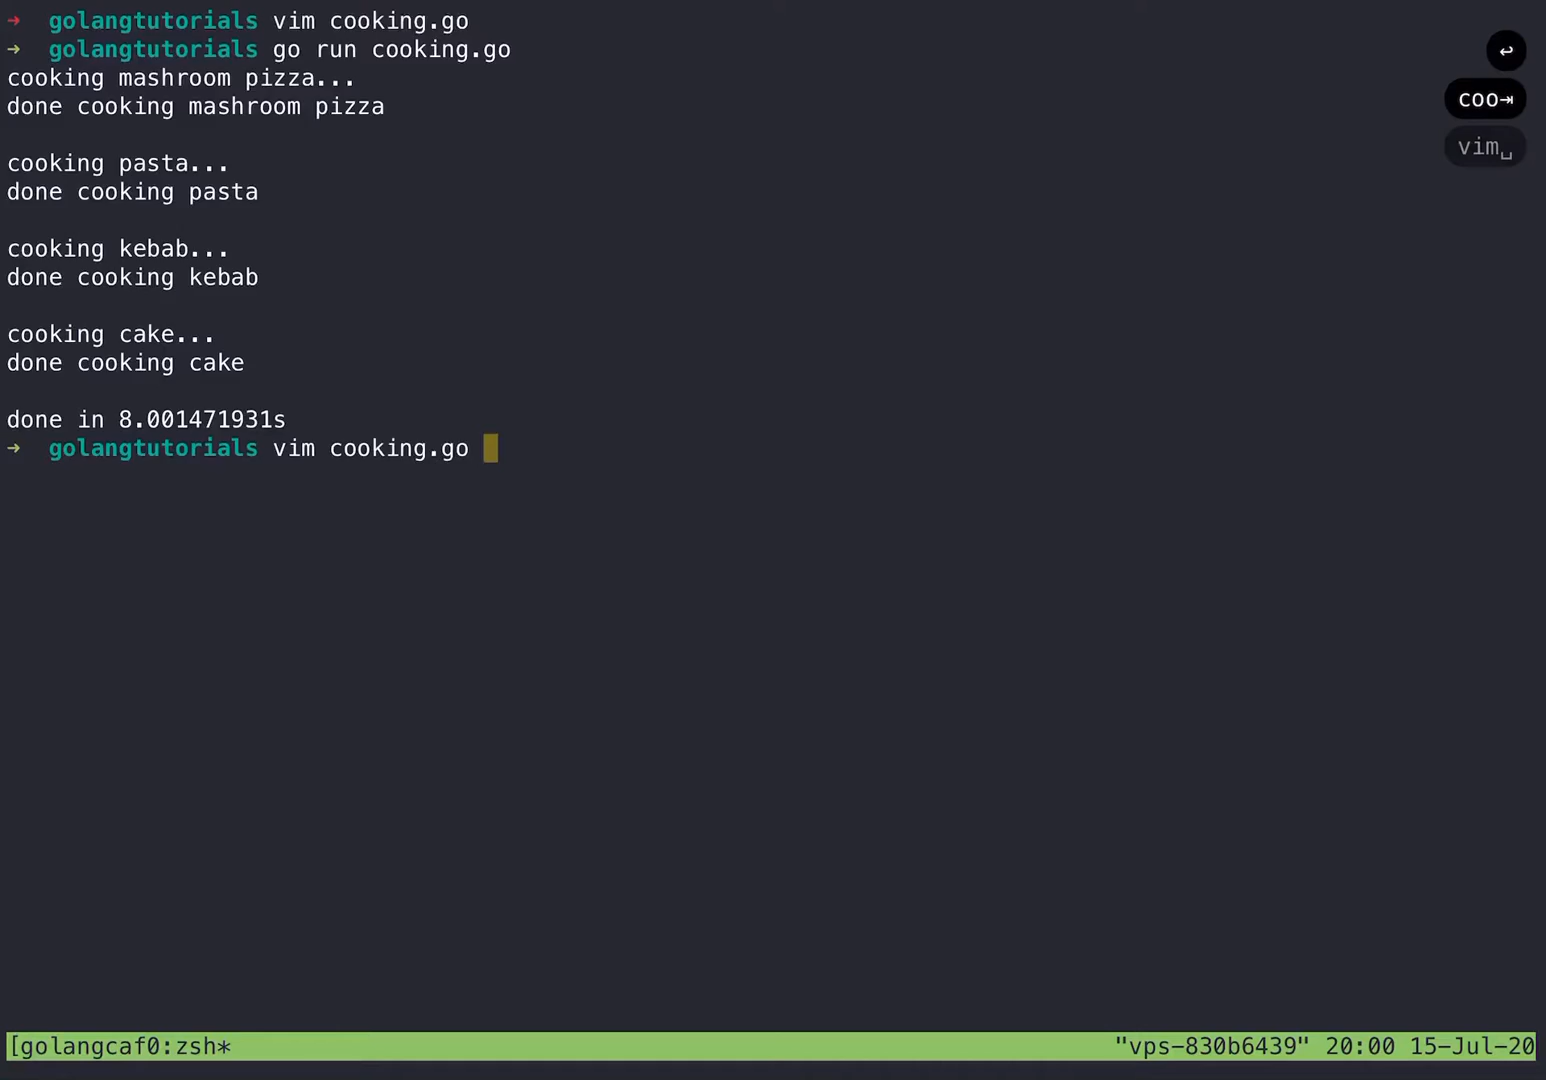 → golangtutorials vim cooking.go
→ golangtutorials go run cooking.go
cooking mashroom pizza...
done cooking mashroom pizza
cooking pasta...
done cooking pasta
cooking kebab...
done cooking kebab
cooking cake...
done cooking cake
done in 8.001471931s
→ golangtutorials vim cooking.go
↩
coo⇥
vim␣
[golangcaf0:zsh* "vps-830b6439" 20:00 15-Jul-20